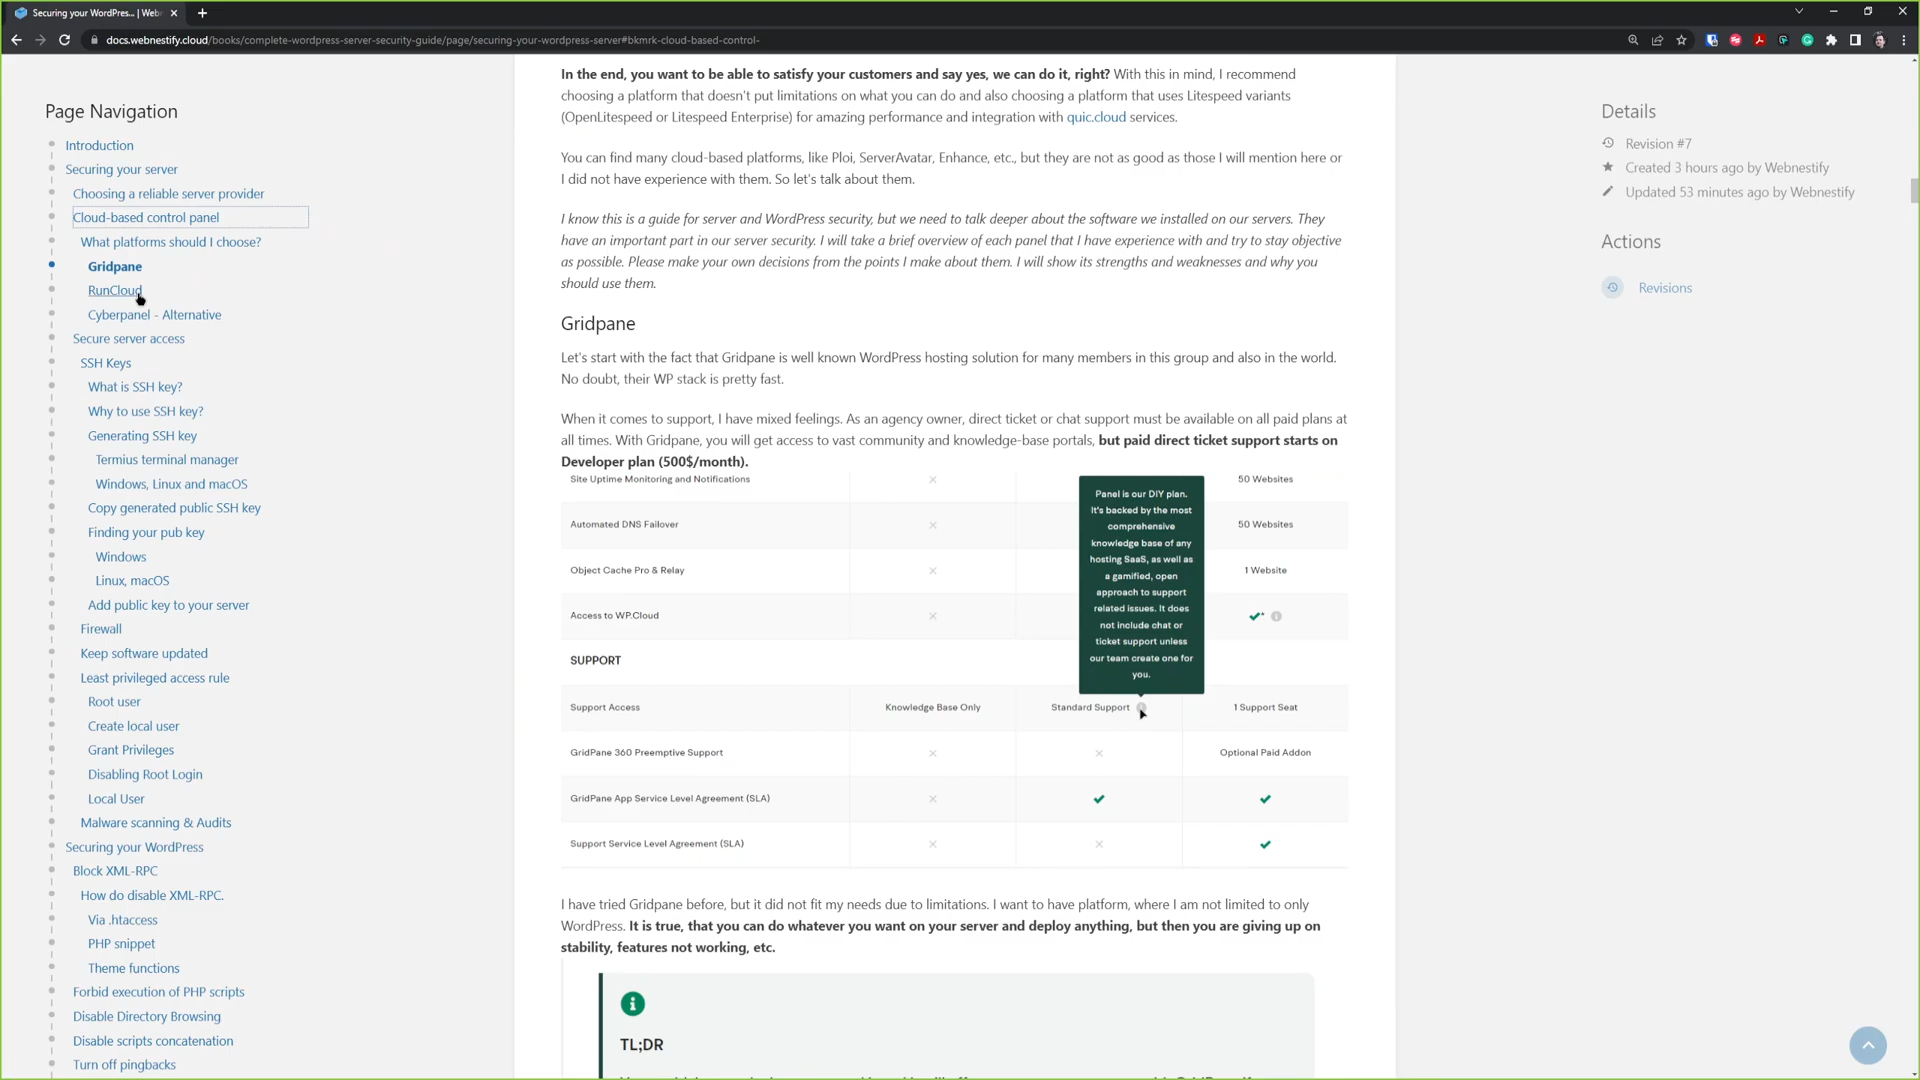 Securing your WordPres... | Webn
docs.webnestify.cloud/books/complete-wordpress-server-security-guide/page/securing-your-wordpress-server#bkmrk-cloud-based-control-
Page Navigation
Introduction
Securing your server
Choosing a reliable server provider
Cloud-based control panel
What platforms should I choose?
Gridpane
RunCloud
Cyberpanel - Alternative
Secure server access
SSH Keys
What is SSH key?
Why to use SSH key?
Generating SSH key
Termius terminal manager
Windows, Linux and macOS
Copy generated public SSH key
Finding your pub key
Windows
Linux, macOS
Add public key to your server
Firewall
Keep software updated
Least privileged access rule
Root user
Create local user
Grant Privileges
Disabling Root Login
Local User
Malware scanning & Audits
Securing your WordPress
Block XML-RPC
How do disable XML-RPC.
Via .htaccess
PHP snippet
Theme functions
Forbid execution of PHP scripts
Disable Directory Browsing
Disable scripts concatenation
Turn off pingbacks
In the end, you want to be able to satisfy your customers and say yes, we can do it, right? With this in mind, I recommend
choosing a platform that doesn't put limitations on what you can do and also choosing a platform that uses Litespeed variants
(OpenLitespeed or Litespeed Enterprise) for amazing performance and integration with quic.cloud services.
You can find many cloud-based platforms, like Ploi, ServerAvatar, Enhance, etc., but they are not as good as those I will mention here or
I did not have experience with them. So let's talk about them.
I know this is a guide for server and WordPress security, but we need to talk deeper about the software we installed on our servers. They
have an important part in our server security. I will take a brief overview of each panel that I have experience with and try to stay objective
as possible. Please make your own decisions from the points I make about them. I will show its strengths and weaknesses and why you
should use them.
Gridpane
Let's start with the fact that Gridpane is well known WordPress hosting solution for many members in this group and also in the world.
No doubt, their WP stack is pretty fast.
When it comes to support, I have mixed feelings. As an agency owner, direct ticket or chat support must be available on all paid plans at
all times. With Gridpane, you will get access to vast community and knowledge-base portals, but paid direct ticket support starts on
Developer plan (500$/month).
Site Uptime Monitoring and Notifications 50 Websites
Automated DNS Failover 50 Websites
Object Cache Pro & Relay 1 Website
Access to WP.Cloud
Panel is our DIY plan.
It's backed by the most
comprehensive
knowledge base of any
hosting SaaS, as well as
a gamified, open
approach to support
related issues. It does
not include chat or
ticket support unless
our team create one for
you.
SUPPORT
Support Access Knowledge Base Only Standard Support 1 Support Seat
GridPane 360 Preemptive Support Optional Paid Addon
GridPane App Service Level Agreement (SLA)
Support Service Level Agreement (SLA)
I have tried Gridpane before, but it did not fit my needs due to limitations. I want to have platform, where I am not limited to only
WordPress. It is true, that you can do whatever you want on your server and deploy anything, but then you are giving up on
stability, features not working, etc.
TL;DR
Details
Revision #7
Created 3 hours ago by Webnestify
Updated 53 minutes ago by Webnestify
Actions
Revisions